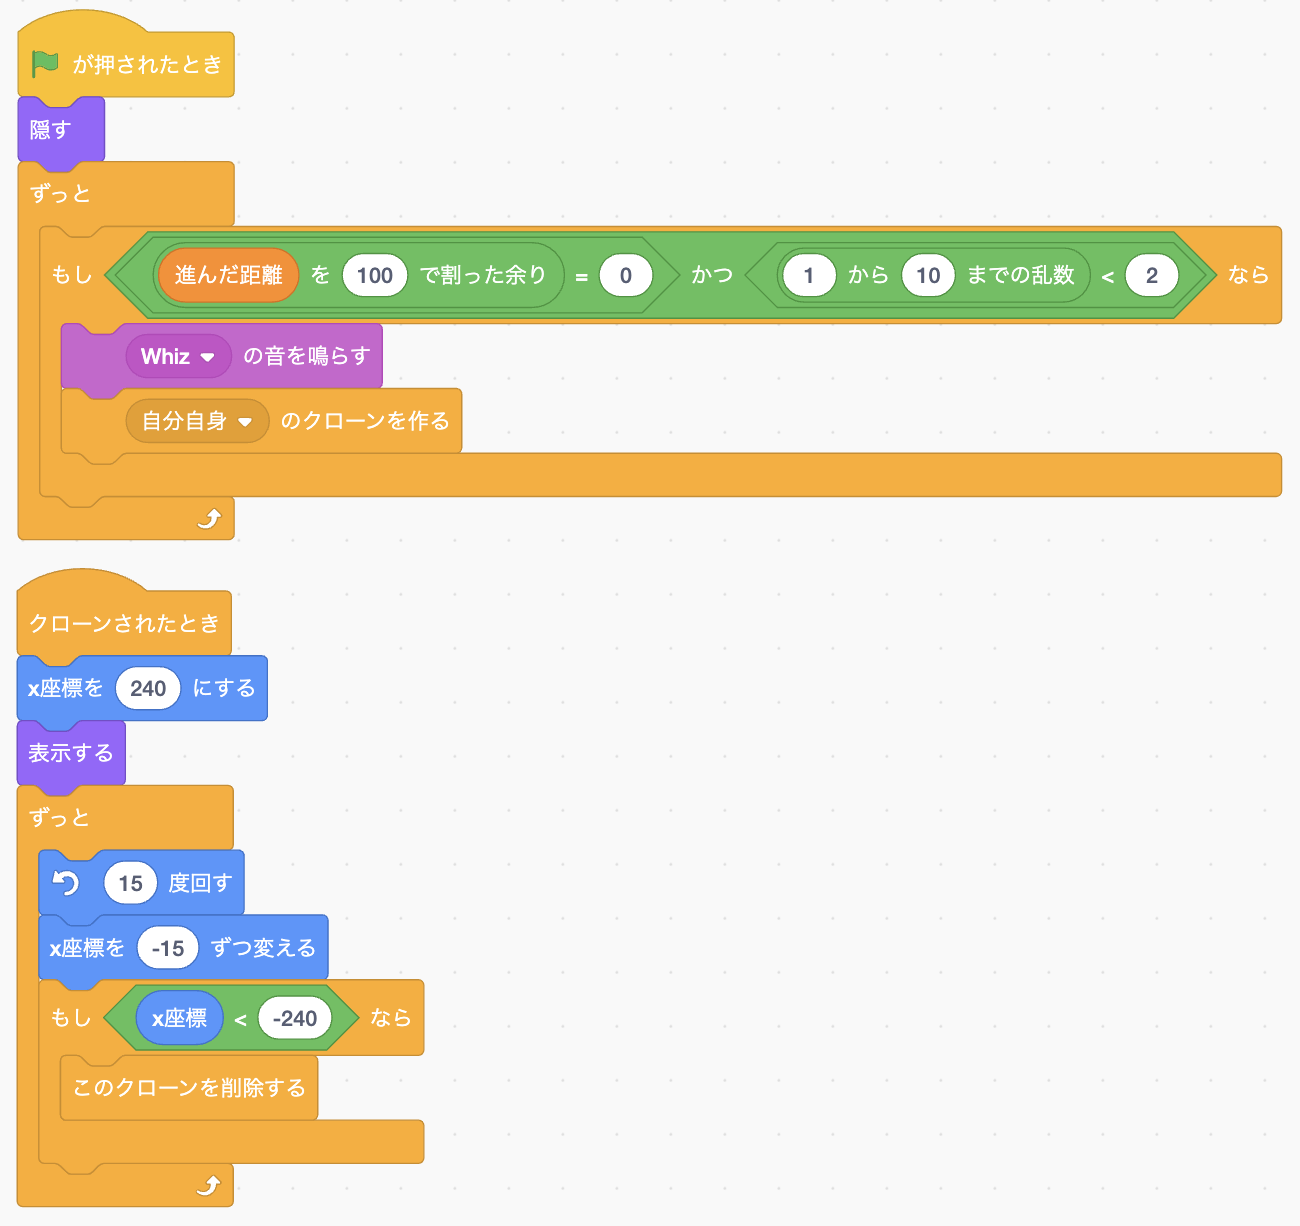 が押されたとき
隠す
ずっと
もし 進んだ距離 を 100 で割った余り = 0 かつ 1 から 10 までの乱数 < 2 なら
Whiz の音を鳴らす
自分自身 のクローンを作る
クローンされたとき
x座標を 240 にする
表示する
ずっと
15 度回す
x座標を -15 ずつ変える
もし x座標 < -240 なら
このクローンを削除する